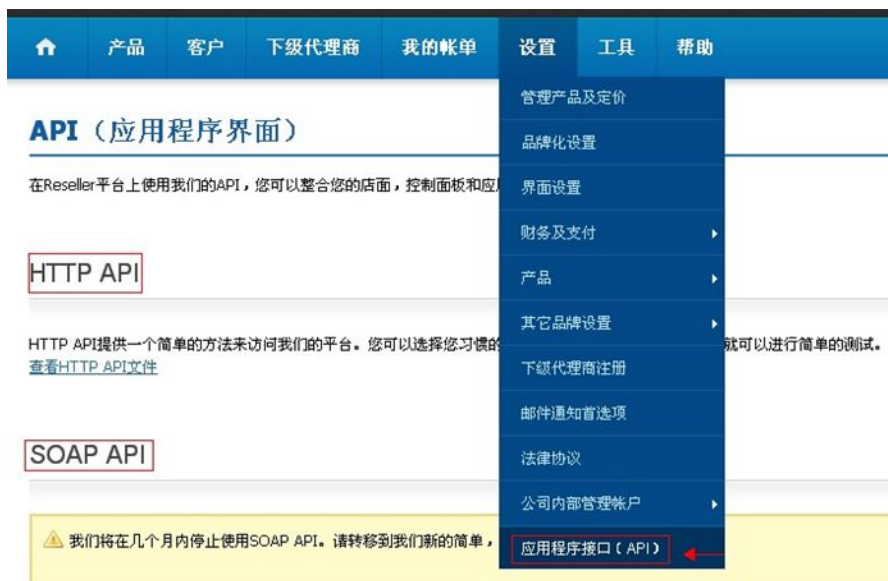 产品 客户 下级代理商 我的帐单 设置 工具 帮助
管理产品及定价
品牌化设置
界面设置
财务及支付
产品
其它品牌设置
下级代理商注册
邮件通知首选项
法律协议
公司内部管理帐户
应用程序接口（API）
API（应用程序界面）
在Reseller平台上使用我们的API，您可以整合您的店面，控制面板和应
HTTP API
HTTP API提供一个简单的方法来访问我们的平台。您可以选择您习惯的 就可以进行简单的测试。
查看HTTP API文件
SOAP API
我们将在几个月内停止使用SOAP API。请转移到我们新的简单，